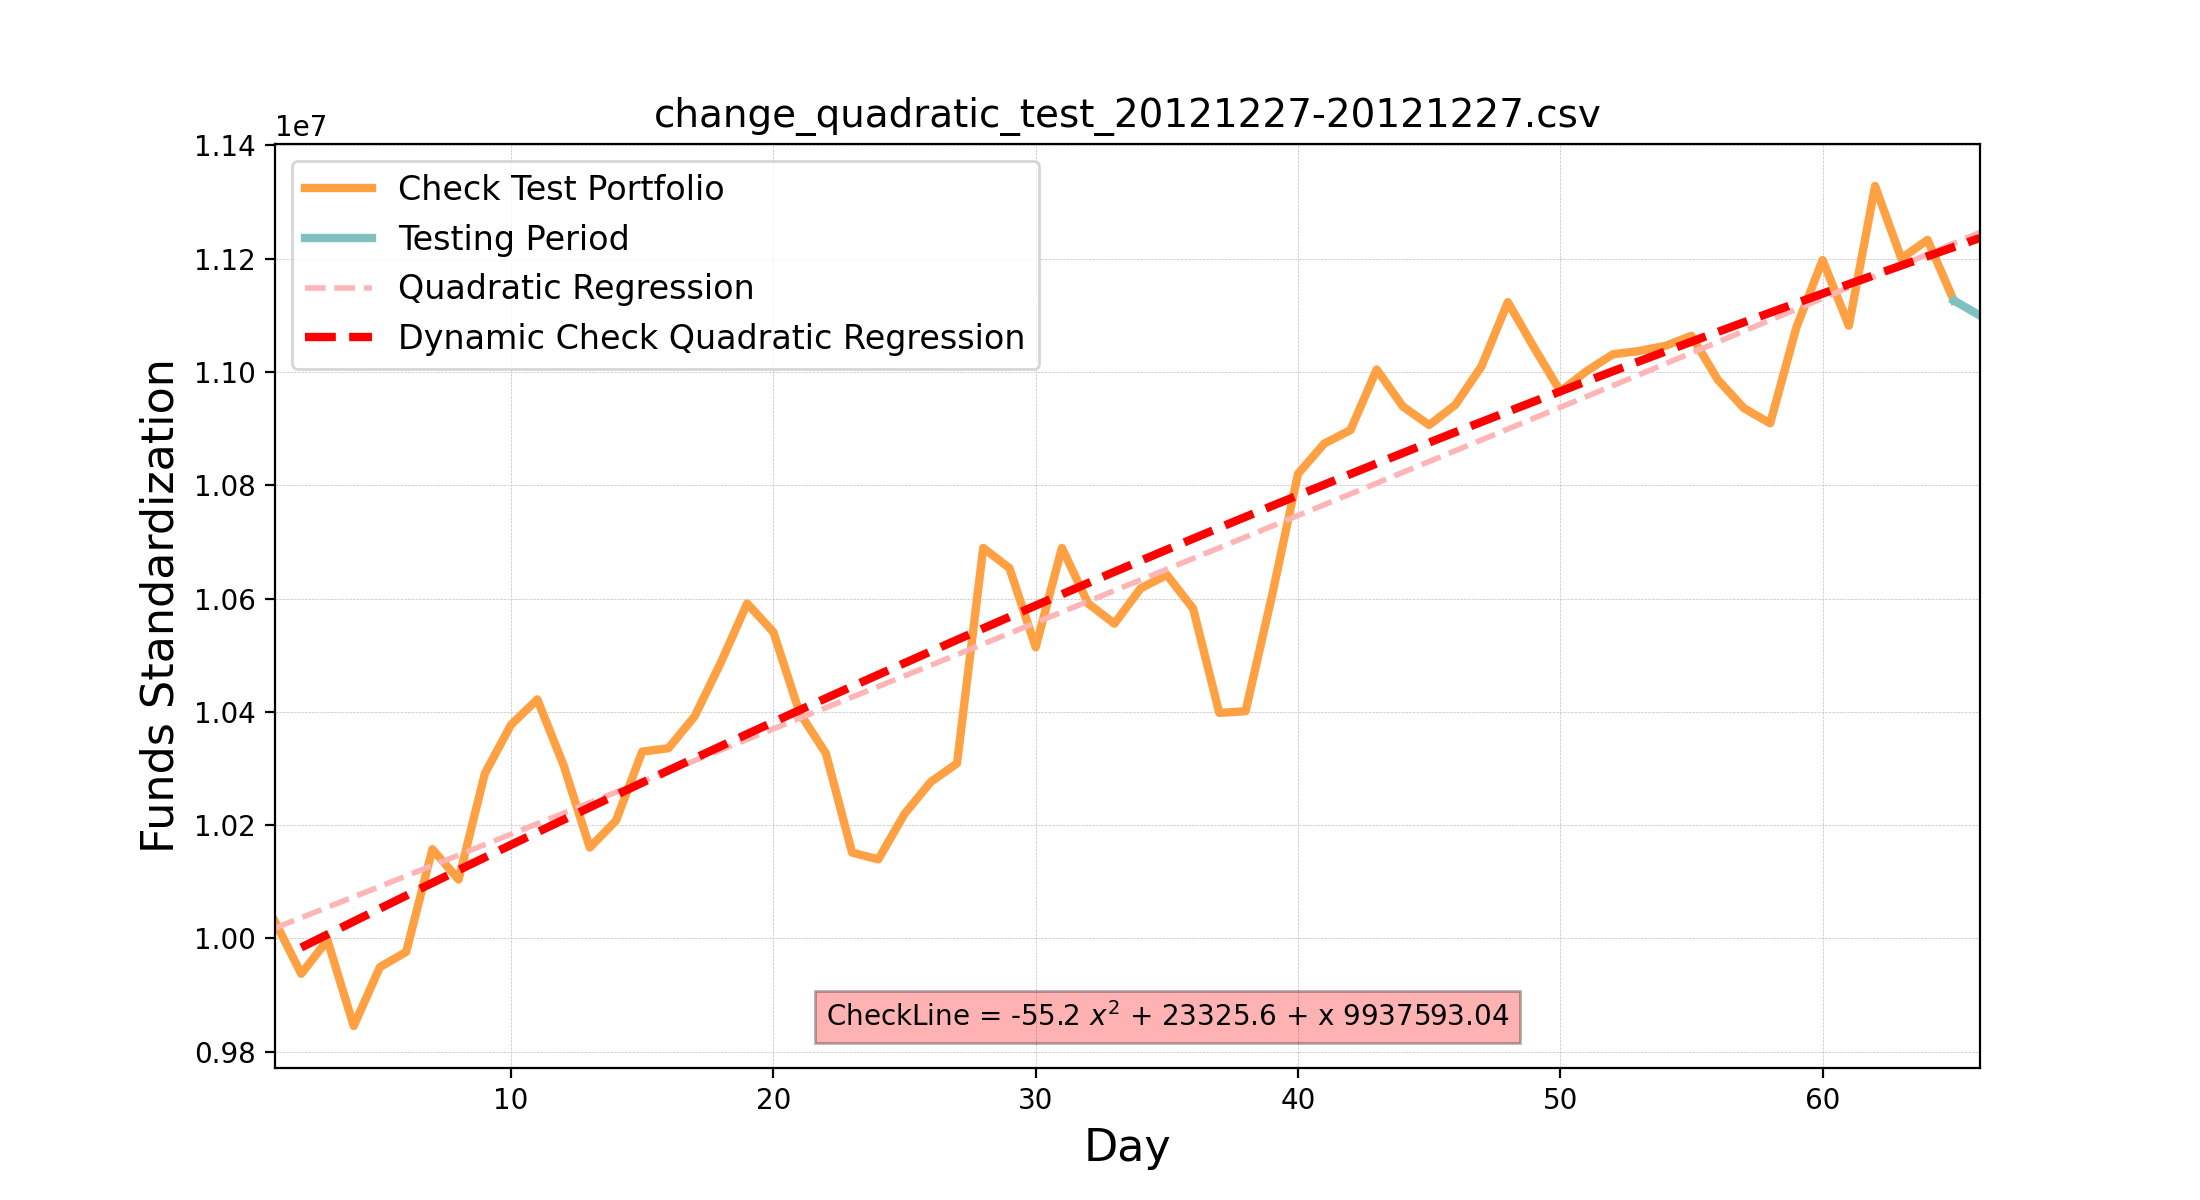 change_quadratic_test_20121227-20121227.csv
1e7
1.14
1.12
1.10
1.08
1.06
1.04
1.02
1.00
0.98
Funds Standardization
Check Test Portfolio
Testing Period
Quadratic Regression
Dynamic Check Quadratic Regression
CheckLine = -55.2 x² + 23325.6 + x 9937593.04
10 20 30 40 50 60
Day